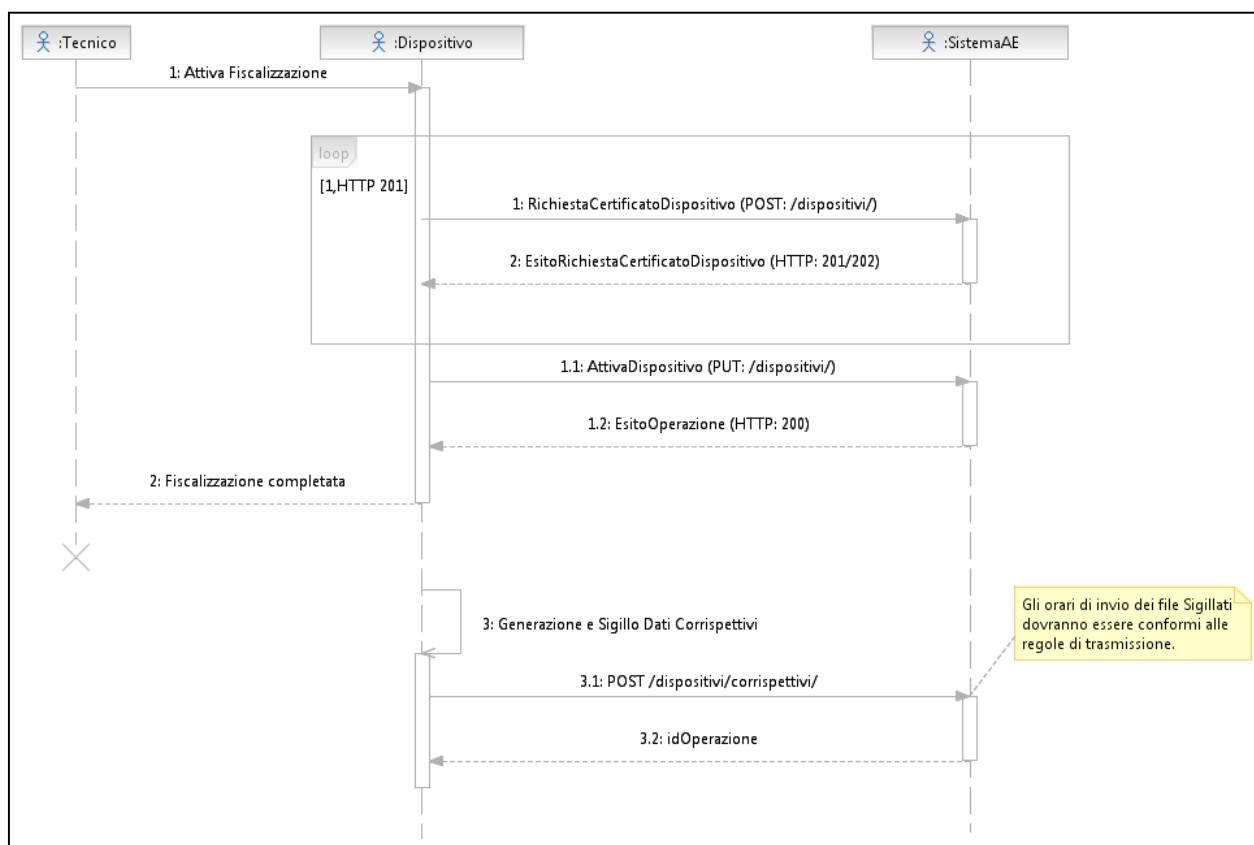 :Tecnico
:Dispositivo
:SistemaAE
1: Attiva Fiscalizzazione
loop
[1,HTTP 201]
1: RichiestaCertificatoDispositivo (POST: /dispositivi/)
2: EsitoRichiestaCertificatoDispositivo (HTTP: 201/202)
1.1: AttivaDispositivo (PUT: /dispositivi/)
1.2: EsitoOperazione (HTTP: 200)
2: Fiscalizzazione completata
Gli orari di invio dei file Sigillati
dovranno essere conformi alle
regole di trasmissione.
3: Generazione e Sigillo Dati Corrispettivi
3.1: POST /dispositivi/corrispettivi/
3.2: idOperazione